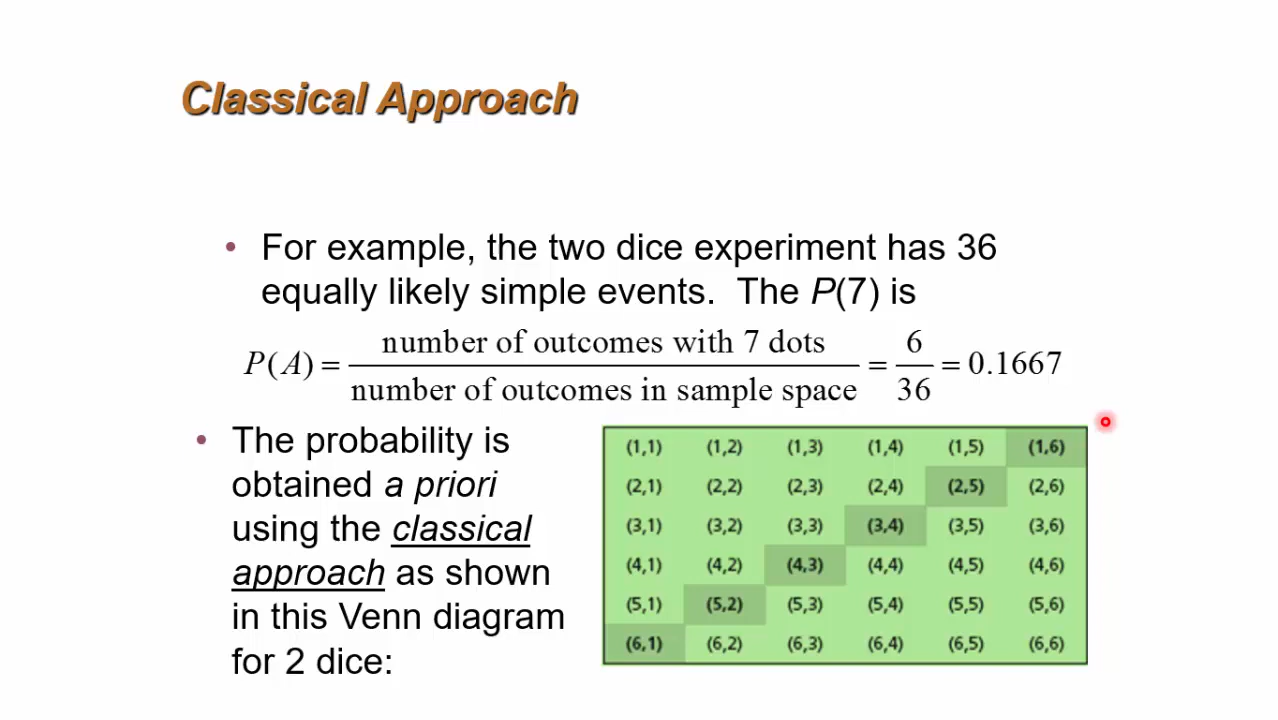 Classical Approach
• For example, the two dice experiment has 36
equally likely simple events. The P(7) is
P(A) = number of outcomes with 7 dots / number of outcomes in sample space = 6/36 = 0.1667
• The probability is
obtained a priori
using the classical
approach as shown
in this Venn diagram
for 2 dice:
(1,1) (1,2) (1,3) (1,4) (1,5) (1,6)
(2,1) (2,2) (2,3) (2,4) (2,5) (2,6)
(3,1) (3,2) (3,3) (3,4) (3,5) (3,6)
(4,1) (4,2) (4,3) (4,4) (4,5) (4,6)
(5,1) (5,2) (5,3) (5,4) (5,5) (5,6)
(6,1) (6,2) (6,3) (6,4) (6,5) (6,6)